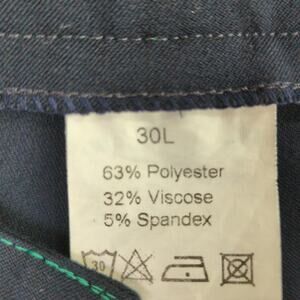 30L
63% Polyester
32% Viscose
5% Spandex
30